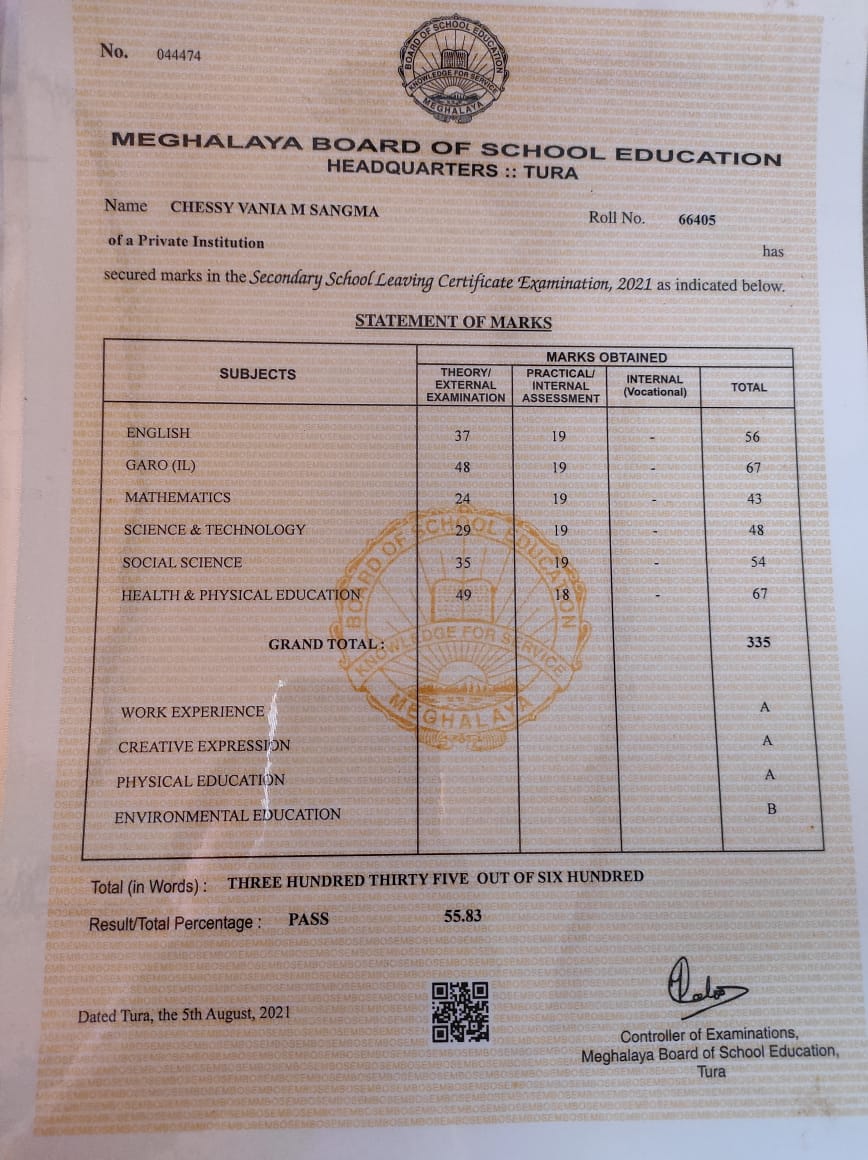 No. 044474
BOARD OF SCHOOL EDUCATION
KNOWLEDGE FOR SERVICE
MEGHALAYA
MEGHALAYA BOARD OF SCHOOL EDUCATION
HEADQUARTERS :: TURA
Name CHESSY VANIA M SANGMA
Roll No. 66405
of a Private Institution
has
secured marks in the Secondary School Leaving Certificate Examination, 2021 as indicated below.
STATEMENT OF MARKS
SUBJECTS
MARKS OBTAINED
THEORY/ EXTERNAL EXAMINATION
PRACTICAL/ INTERNAL ASSESSMENT
INTERNAL (Vocational)
TOTAL
ENGLISH 37 19 - 56
GARO (IL) 48 19 - 67
MATHEMATICS 24 19 - 43
SCIENCE & TECHNOLOGY 29 19 - 48
SOCIAL SCIENCE 35 19 - 54
HEALTH & PHYSICAL EDUCATION 49 18 - 67
GRAND TOTAL : 335
BOARD OF SCHOOL EDUCATION
KNOWLEDGE FOR SERVICE
MEGHALAYA
WORK EXPERIENCE A
CREATIVE EXPRESSION A
PHYSICAL EDUCATION A
ENVIRONMENTAL EDUCATION B
Total (in Words) : THREE HUNDRED THIRTY FIVE OUT OF SIX HUNDRED
Result/Total Percentage : PASS 55.83
Dated Tura, the 5th August, 2021
Controller of Examinations,
Meghalaya Board of School Education,
Tura